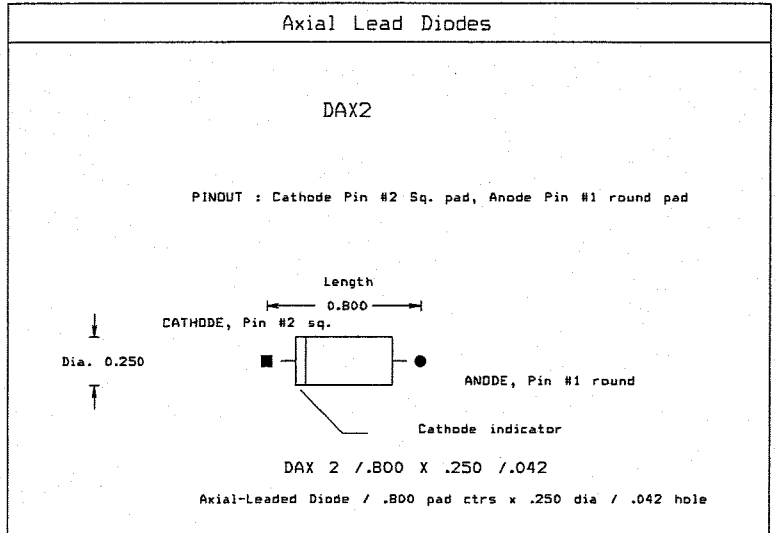 Axial Lead Diodes
DAX2
PINOUT : Cathode Pin #2 Sq. pad, Anode Pin #1 round pad
Length
0.800
CATHODE, Pin #2 sq.
Dia. 0.250
ANODE, Pin #1 round
Cathode indicator
DAX 2 /.800 X .250 /.042
Axial-Leaded Diode / .800 pad ctrs x .250 dia / .042 hole